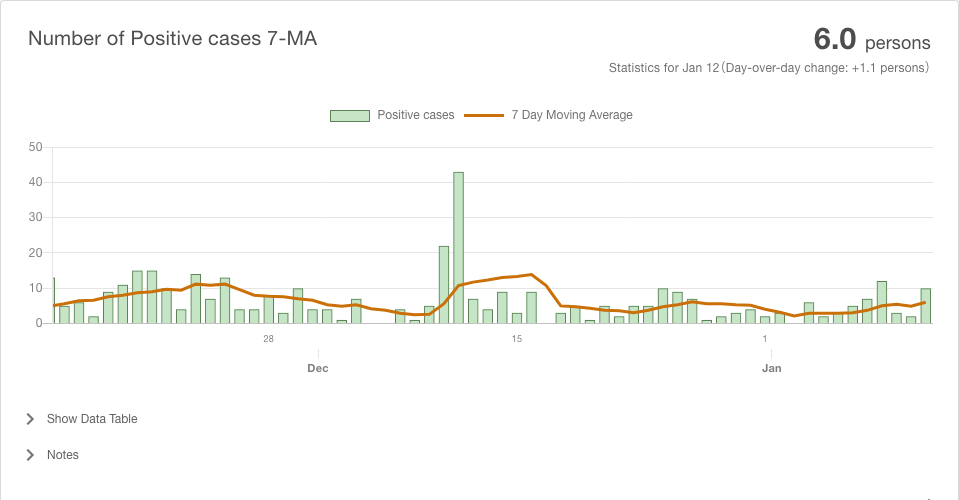 Number of Positive cases 7-MA
6.0 persons
Statistics for Jan 12(Day-over-day change: +1.1 persons)
Positive cases
7 Day Moving Average
50
40
30
20
10
0
28
15
1
Dec
Jan
Show Data Table
Notes